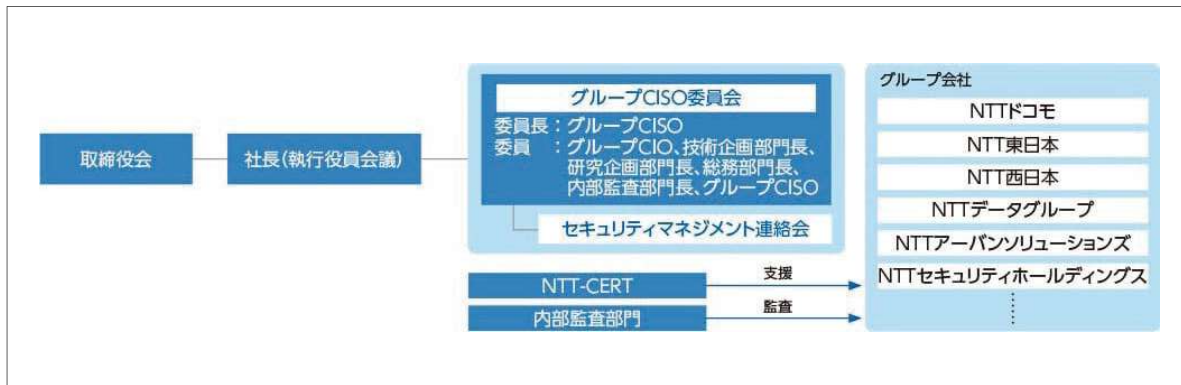 取締役会
社長(執行役員会議)
グループCISO委員会
委員長：グループCISO
委員　：グループCIO、技術企画部門長、
研究企画部門長、総務部門長、
内部監査部門長、グループCISO
セキュリティマネジメント連絡会
NTT-CERT
支援
内部監査部門
監査
グループ会社
NTTドコモ
NTT東日本
NTT西日本
NTTデータグループ
NTTアーバンソリューションズ
NTTセキュリティホールディングス